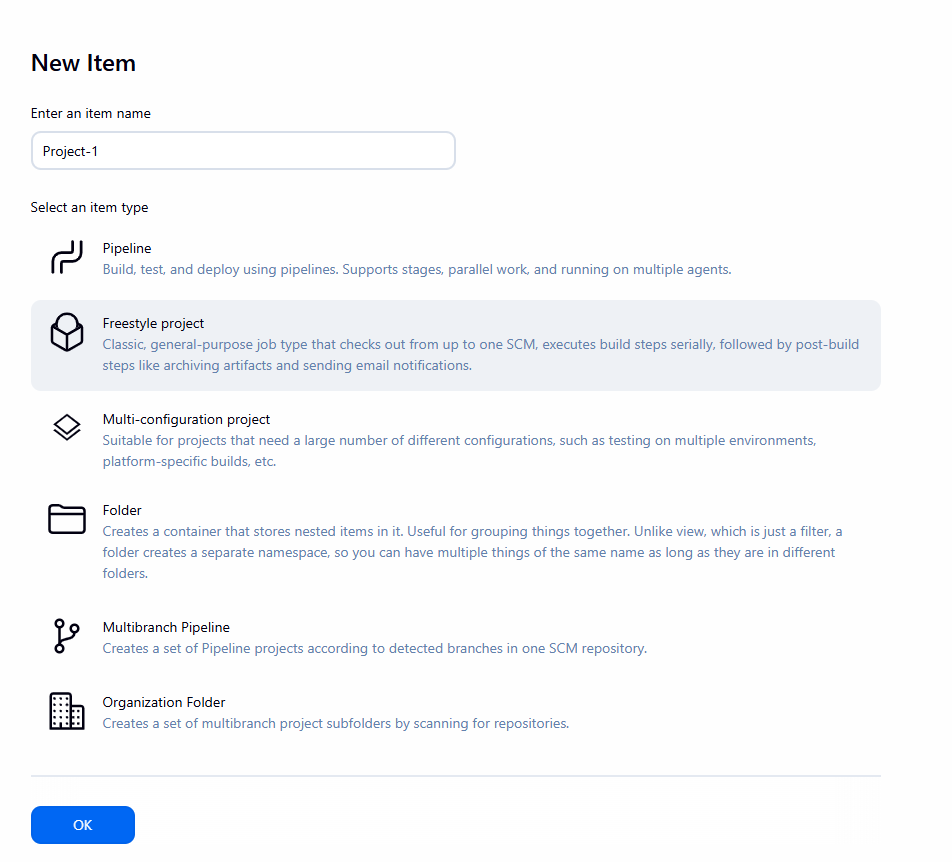 New Item
Enter an item name
Project-1
Select an item type
Pipeline
Build, test, and deploy using pipelines. Supports stages, parallel work, and running on multiple agents.
Freestyle project
Classic, general-purpose job type that checks out from up to one SCM, executes build steps serially, followed by post-build
steps like archiving artifacts and sending email notifications.
Multi-configuration project
Suitable for projects that need a large number of different configurations, such as testing on multiple environments,
platform-specific builds, etc.
Folder
Creates a container that stores nested items in it. Useful for grouping things together. Unlike view, which is just a filter, a
folder creates a separate namespace, so you can have multiple things of the same name as long as they are in different
folders.
Multibranch Pipeline
Creates a set of Pipeline projects according to detected branches in one SCM repository.
Organization Folder
Creates a set of multibranch project subfolders by scanning for repositories.
OK